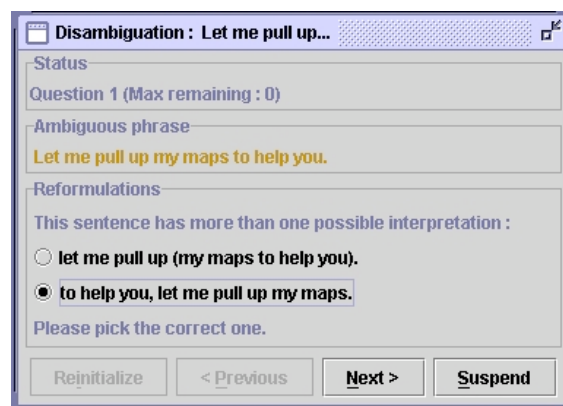 Disambiguation : Let me pull up...
Status
Question 1 (Max remaining : 0)
Ambiguous phrase
Let me pull up my maps to help you.
Reformulations
This sentence has more than one possible interpretation :
let me pull up (my maps to help you).
to help you, let me pull up my maps.
Please pick the correct one.
Reinitialize < Previous Next > Suspend